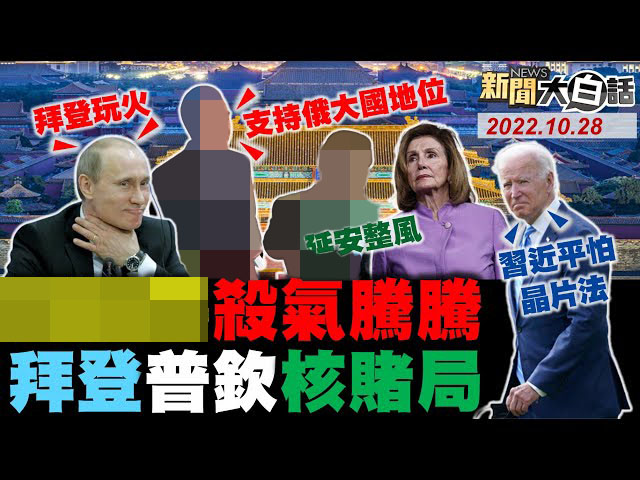 NEWS
新聞大白話
2022.10.28
拜登玩火
支持俄大國地位
延安整風
習近平怕
晶片法
殺氣騰騰
拜登普欽核賭局